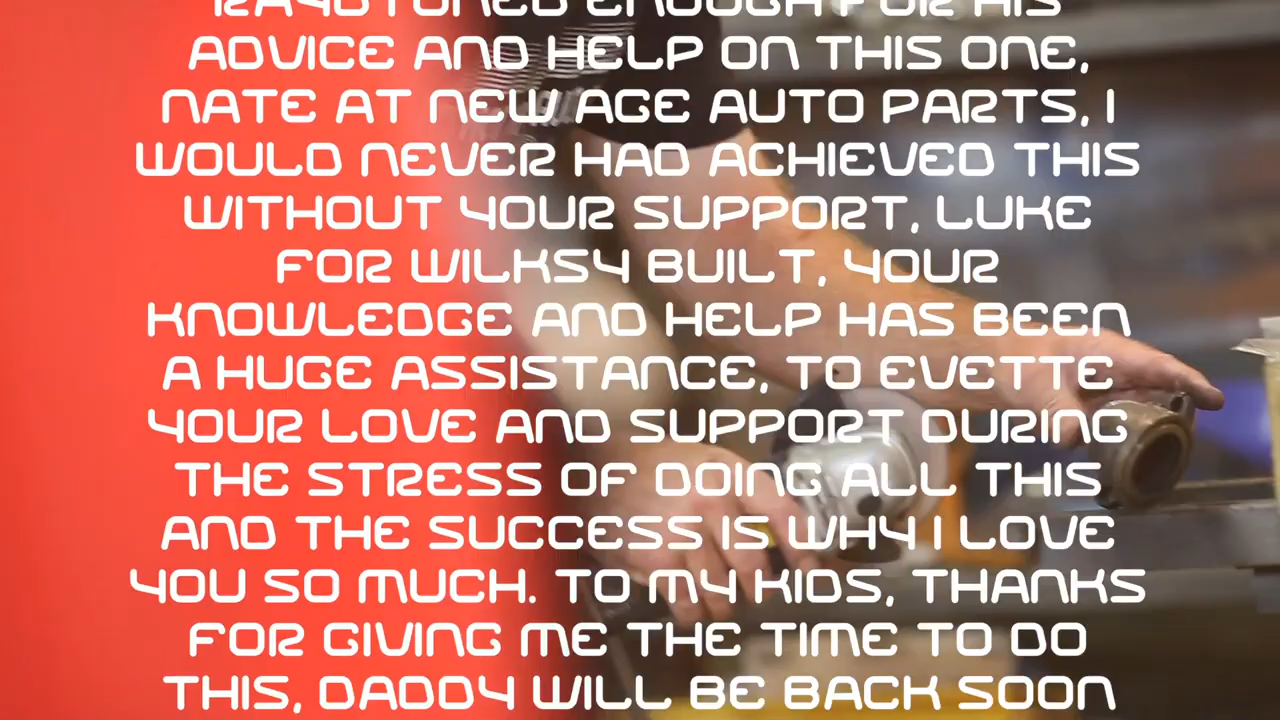 ENOUGH FOR HIS
ADVICE AND HELP ON THIS ONE,
NATE AT NEW AGE AUTO PARTS, I
WOULD NEVER HAD ACHIEVED THIS
WITHOUT YOUR SUPPORT, LUKE
FOR WILKSY BUILT, YOUR
KNOWLEDGE AND HELP HAS BEEN
A HUGE ASSISTANCE, TO EVETTE
YOUR LOVE AND SUPPORT DURING
THE STRESS OF DOING ALL THIS
AND THE SUCCESS IS WHY I LOVE
YOU SO MUCH. TO MY KIDS, THANKS
FOR GIVING ME THE TIME TO DO
THIS, DADDY WILL BE BACK SOON